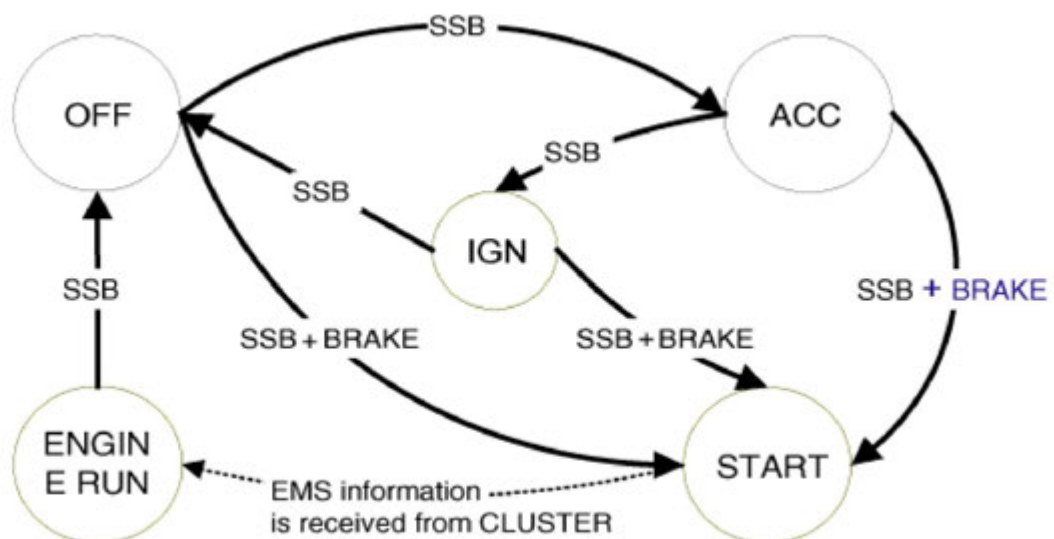 SSB
OFF
ACC
SSB
SSB
IGN
SSB
SSB + BRAKE
SSB + BRAKE
SSB + BRAKE
ENGIN
E RUN
START
EMS information
is received from CLUSTER